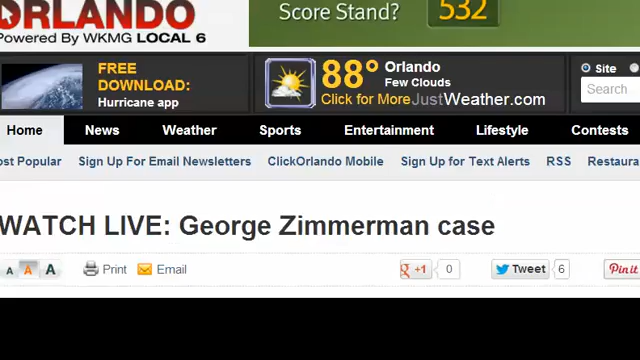 ORLANDO
Powered By WKMG LOCAL 6
Score Stand?
532
FREE
DOWNLOAD:
Hurricane app
88° Orlando
Few Clouds
Click for More JustWeather.com
Site
Search...
Home News Weather Sports Entertainment Lifestyle Contests
ost Popular Sign Up For Email Newsletters ClickOrlando Mobile Sign Up for Text Alerts RSS Restaura
WATCH LIVE: George Zimmerman case
A A A Print Email g +1 0 Tweet 6 Pin it